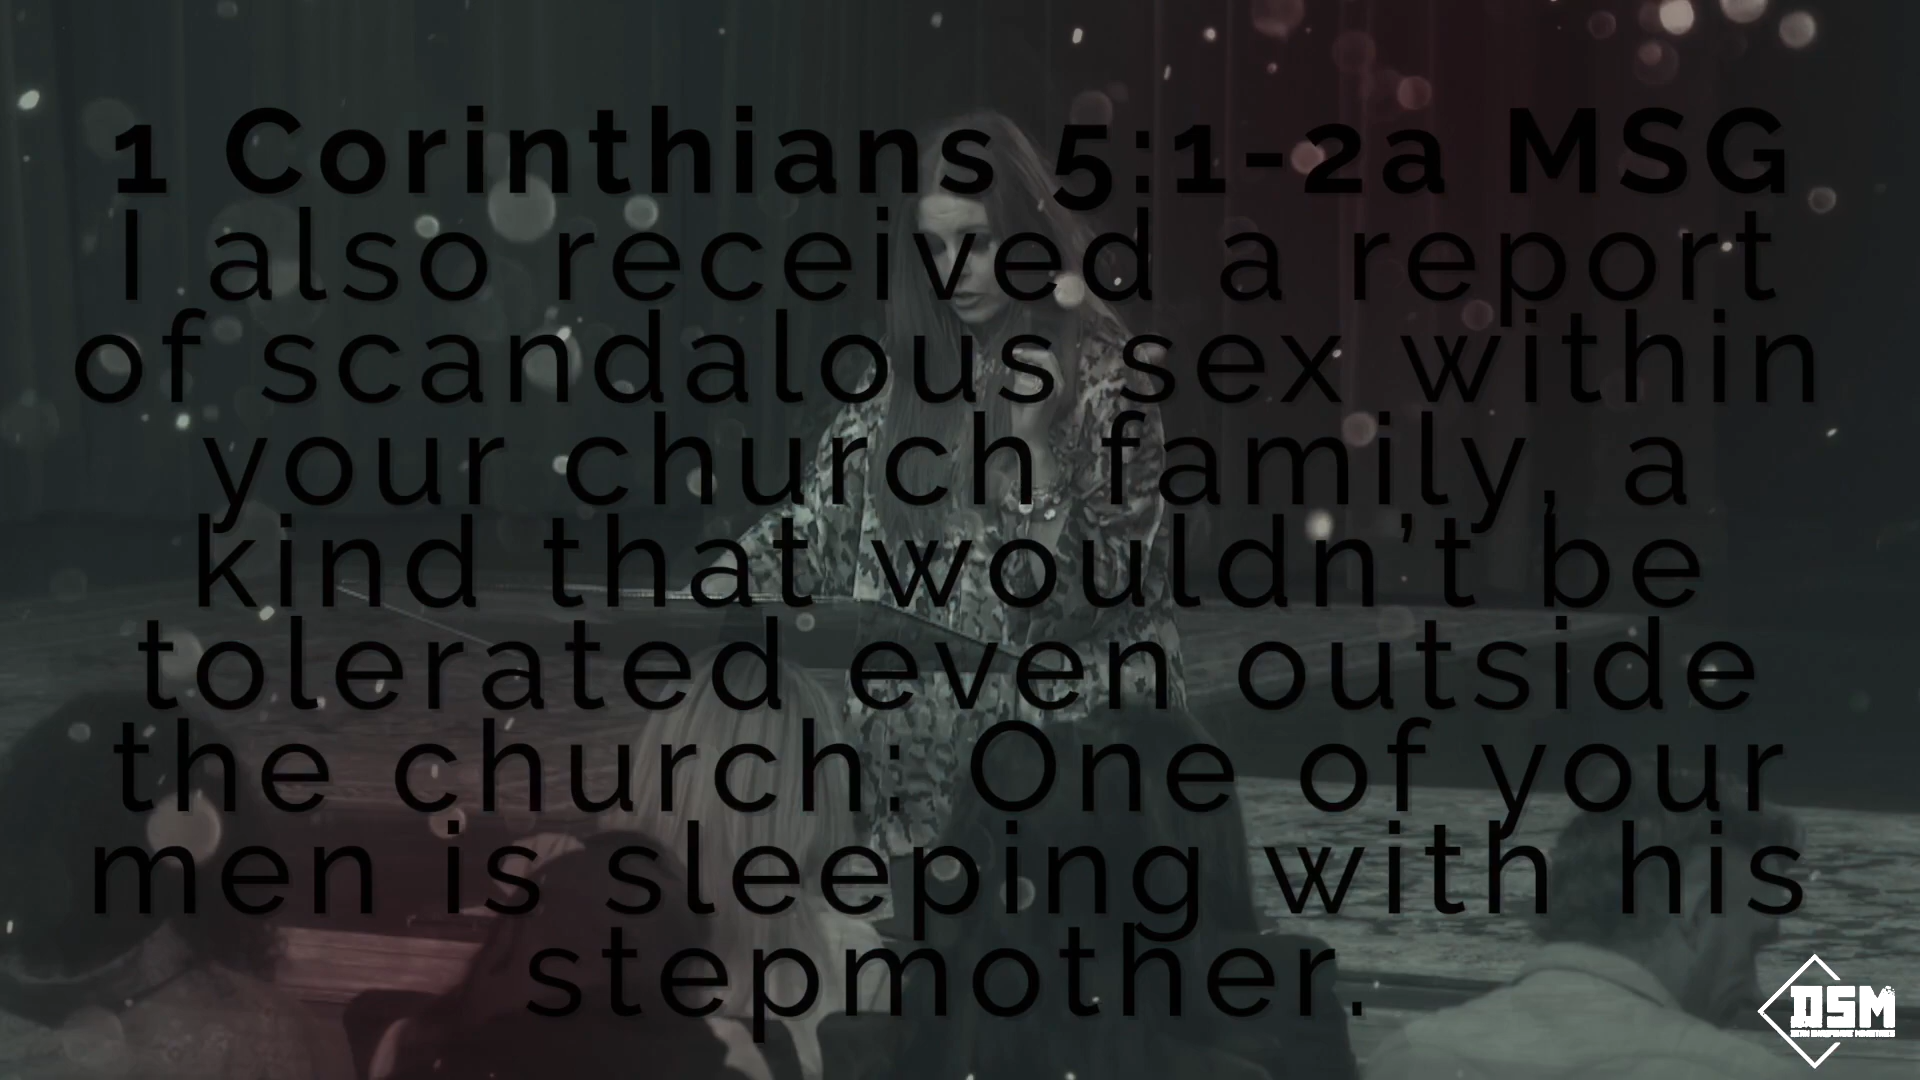 1 Corinthians 5:1-2a MSG
I also received a report
of scandalous sex within
your church family, a
kind that wouldn’t be
tolerated even outside
the church: One of your
men is sleeping with his
stepmother.
DSM